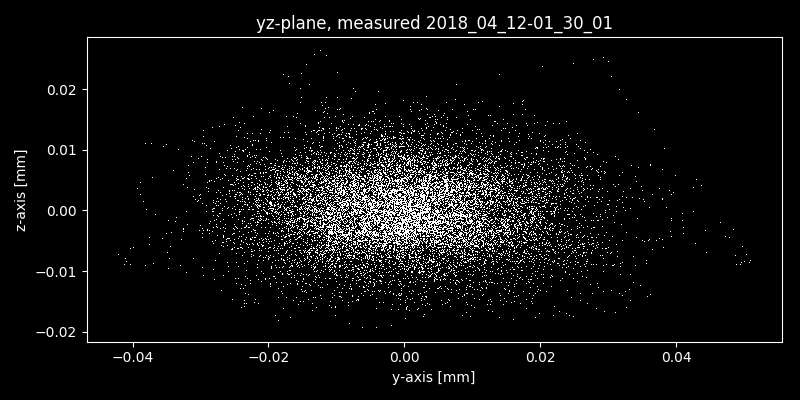 yz-plane, measured 2018_04_12-01_30_01
0.02
0.01
0.00
−0.01
−0.02
z-axis [mm]
−0.04 −0.02 0.00 0.02 0.04
y-axis [mm]